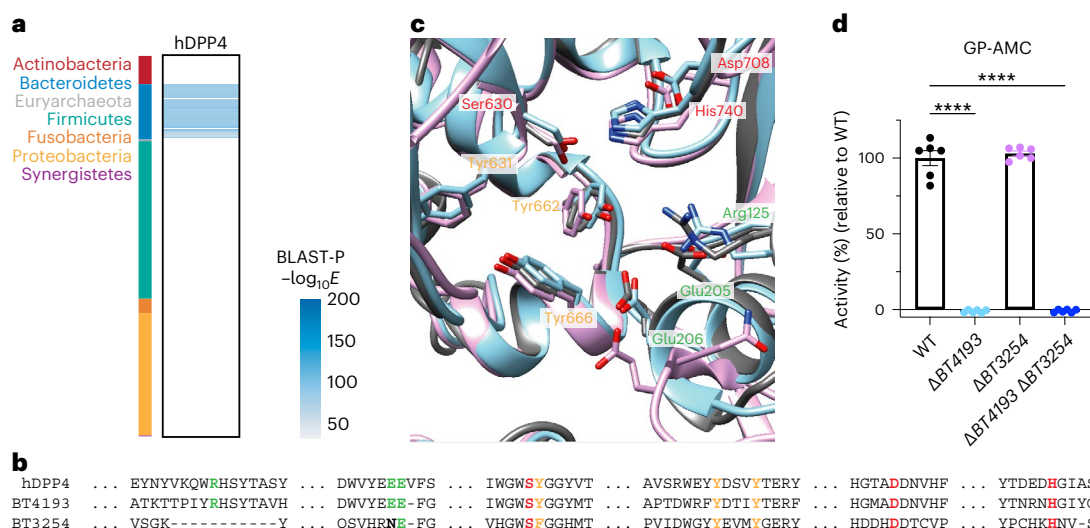 a
hDPP4
Actinobacteria
Bacteroidetes
Euryarchaeota
Firmicutes
Fusobacteria
Proteobacteria
Synergistetes
BLAST-P
–log10E
200
150
100
50
c
Asp708
Ser630
His740
Tyr631
Tyr662
Arg125
Glu205
Tyr666
Glu206
d
GP-AMC
****
****
Activity (%) (relative to WT)
100
50
0
WT
ΔBT4193
ΔBT3254
ΔBT4193 ΔBT3254
b
hDPP4 ... EYNYVKQWRHSYTASY ... DWVYEEEVFS ... IWGWSYGGYVT ... AVSRWEYYDSVYTERY ... HGTADDNVHF ... YTDEDHGIAS
BT4193 ... ATKTTPIYRHSYTAVH ... DWVYEEE-FG ... IWGWSYGGFMT ... APTDWRFYDTIYTERF ... HGMADDNVHF ... YTNRNHGIYG
BT3254 ... VSGK-----------Y ... QSVHRNE-FG ... VHGWSFGGHMT ... PVIDWGYYEVMYGERY ... HDDHDDTCVP ... YPCHKHNV-